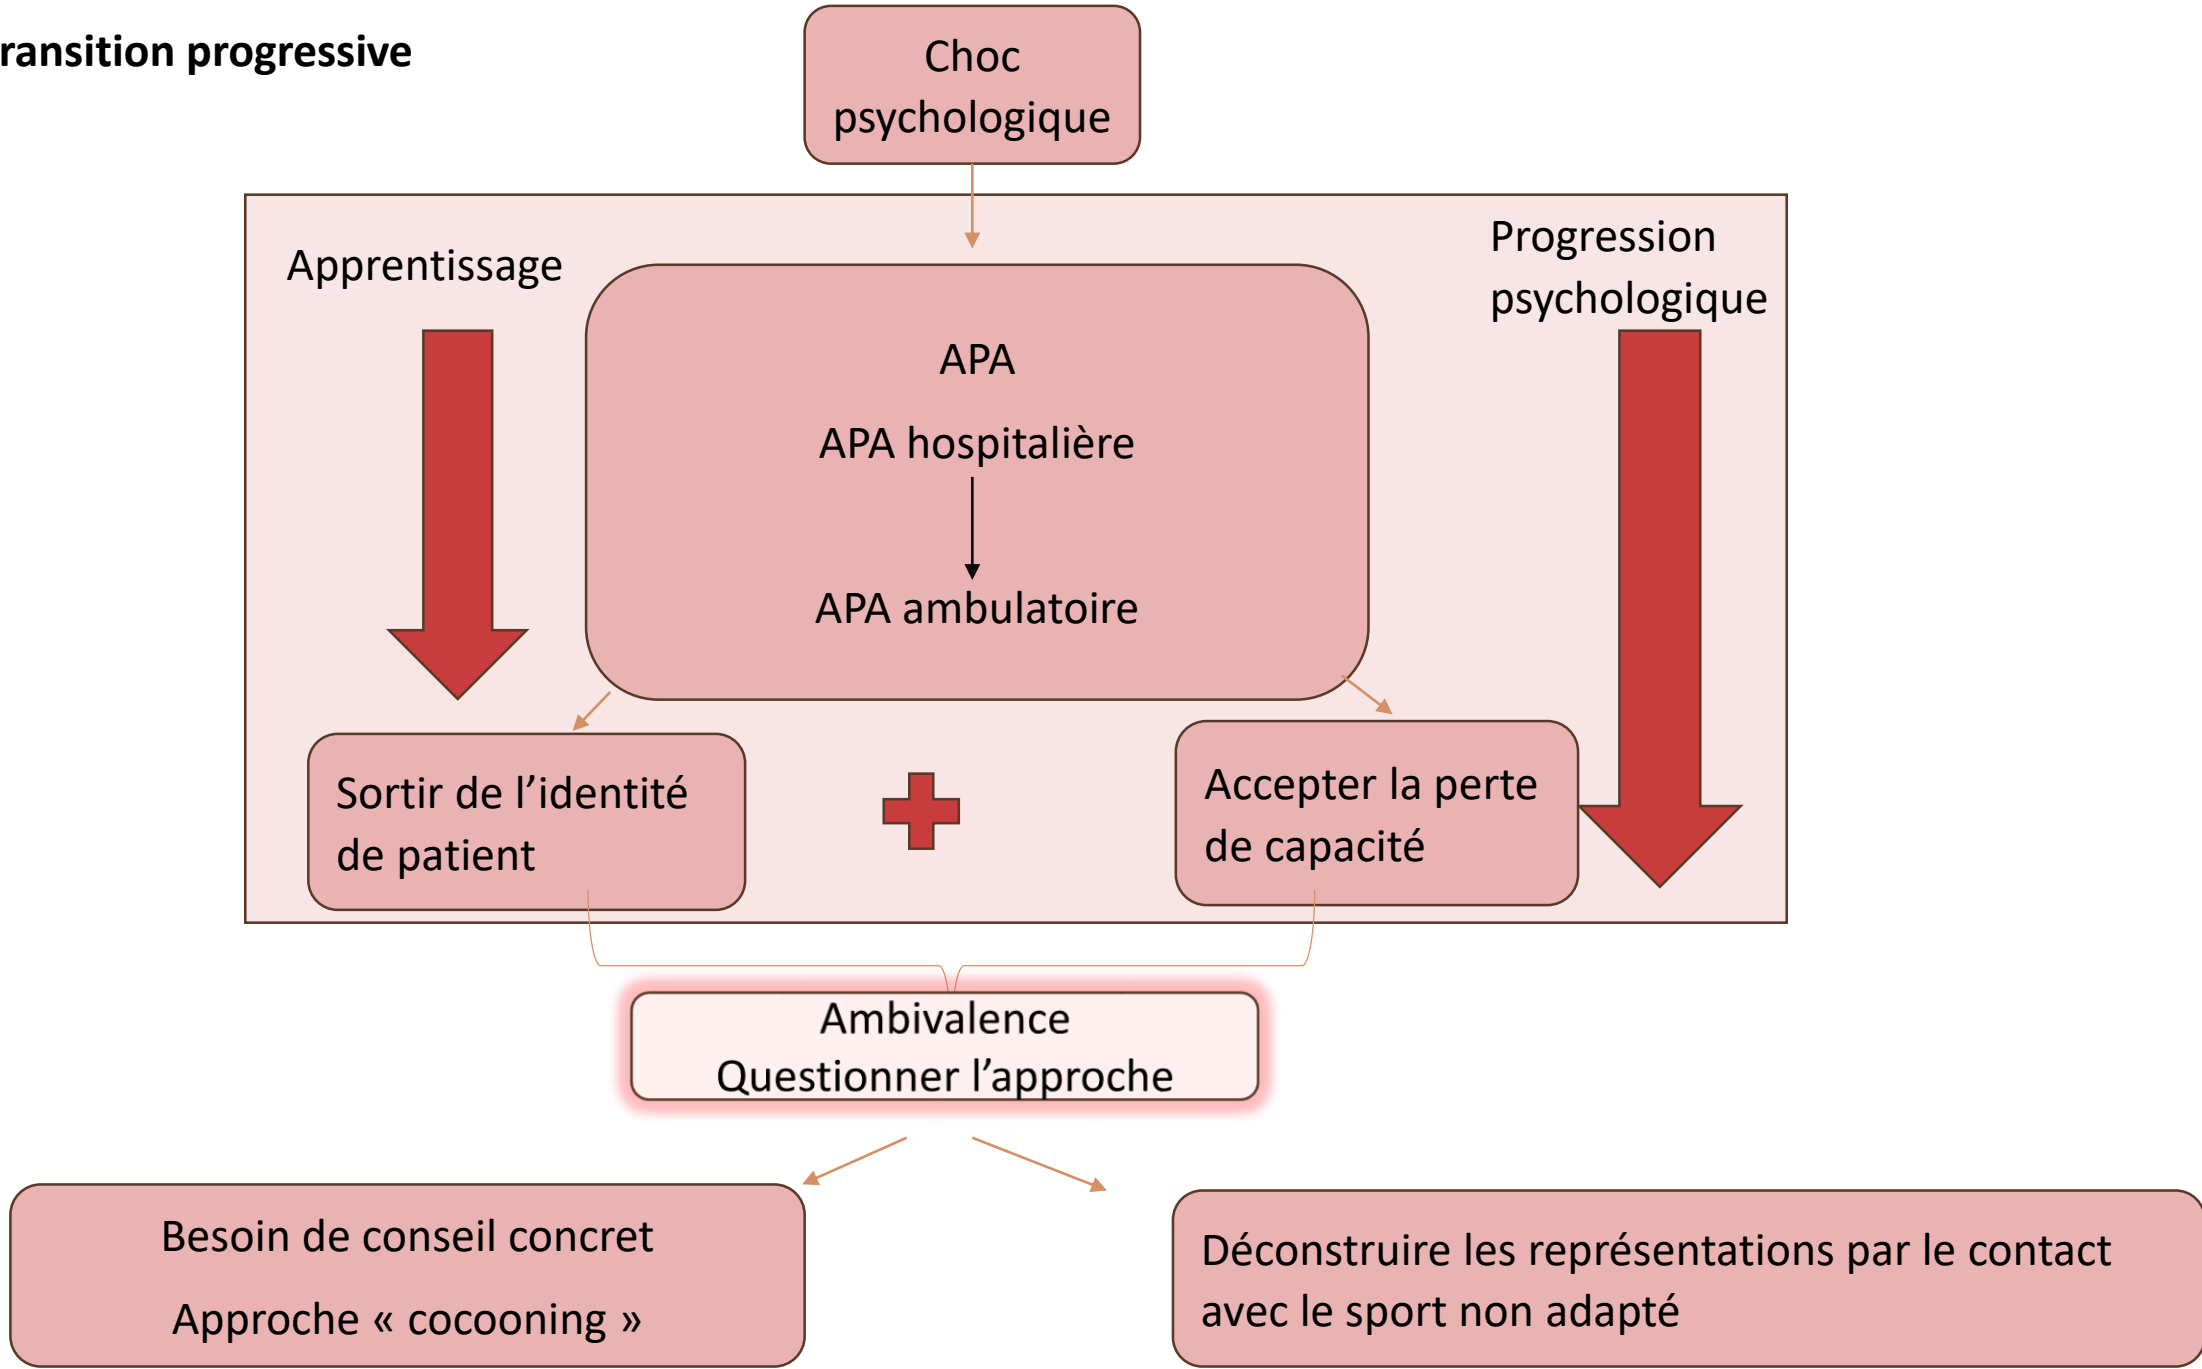 ransition progressive
Choc
psychologique
Apprentissage
Progression
psychologique
APA
APA hospitalière
APA ambulatoire
Sortir de l’identité
de patient
Accepter la perte
de capacité
Ambivalence
Questionner l’approche
Besoin de conseil concret
Approche « cocooning »
Déconstruire les représentations par le contact
avec le sport non adapté